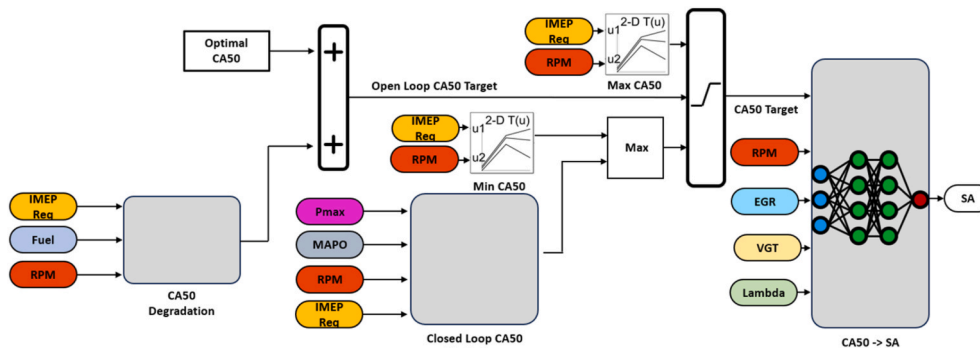 Optimal
CA50
+
+
IMEP
Req
RPM
u1
u2
2-D T(u)
Max CA50
Open Loop CA50 Target
IMEP
Req
RPM
u1
u2
2-D T(u)
Min CA50
Max
CA50 Target
RPM
EGR
VGT
Lambda
CA50 -> SA
SA
IMEP
Req
Fuel
RPM
CA50
Degradation
Pmax
MAPO
RPM
IMEP
Req
Closed Loop CA50